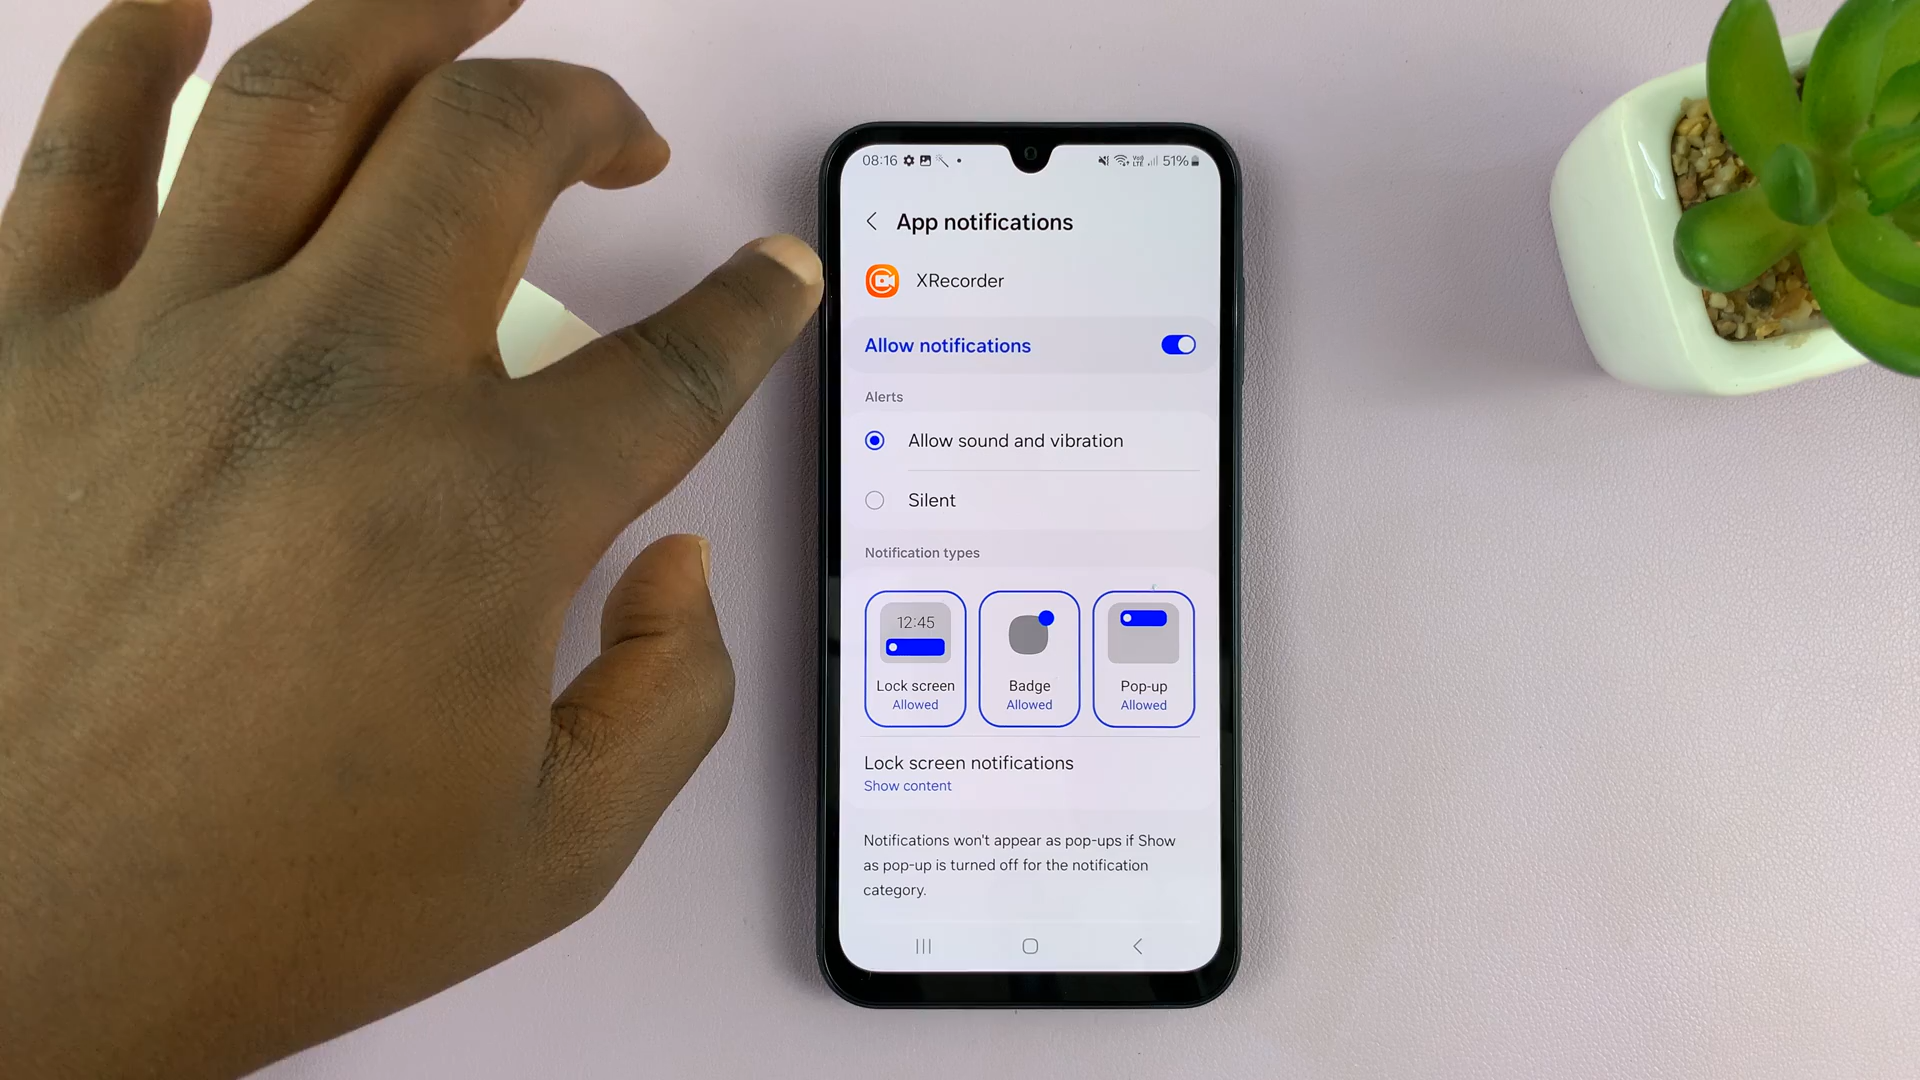 08:16
51%
App notifications
XRecorder
Allow notifications
Alerts
Allow sound and vibration
Silent
Notification types
12:45
Lock screen
Allowed
Badge
Allowed
Pop-up
Allowed
Lock screen notifications
Show content
Notifications won't appear as pop-ups if Show
as pop-up is turned off for the notification
category.